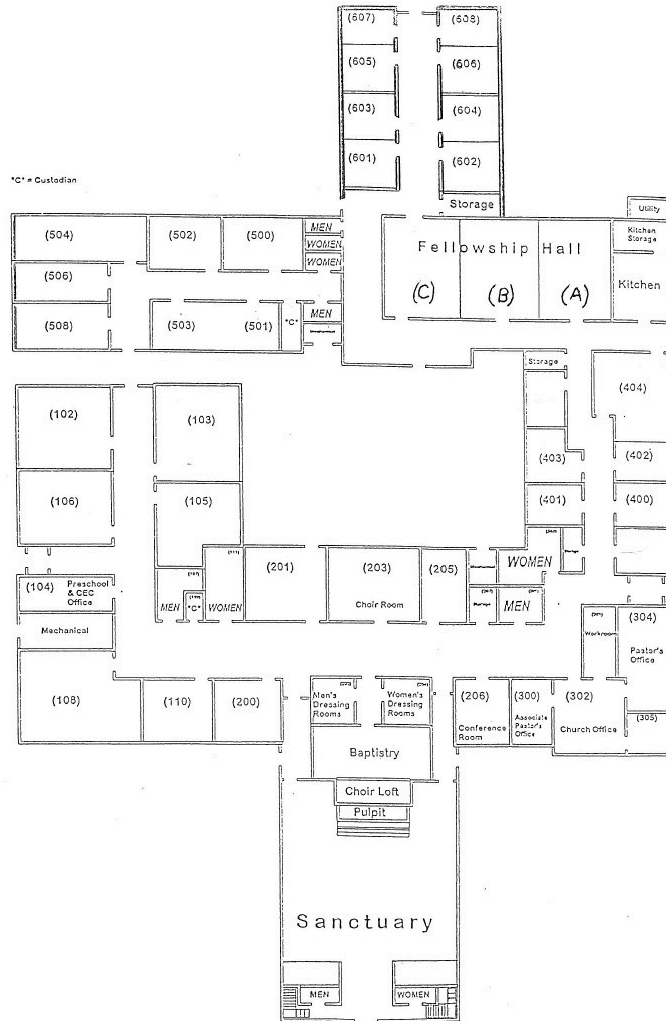 (607)
(608)
(605)
(606)
(603)
(604)
(601)
(602)
Storage
*C* = Custodian
Utility
(504)
(502)
(500)
MEN
WOMEN
WOMEN
Fellowship Hall
Kitchen
Storage
(506)
(C)
(B)
(A)
Kitchen
(508)
(503)
(501)
*C*
MEN
Storage
(404)
(102)
(103)
(403)
(402)
(106)
(105)
(401)
(400)
(201)
(203)
(205)
WOMEN
Storage
(104)
Preschool
& CEC
Office
MEN
*C*
WOMEN
Choir Room
Storage
MEN
(304)
Mechanical
Workroom
Pastor's
Office
(108)
(110)
(200)
Men's
Dressing
Rooms
Women's
Dressing
Rooms
(206)
(300)
(302)
Conference
Room
Associate
Pastor's
Office
Church Office
(305)
Baptistry
Choir Loft
Pulpit
Sanctuary
MEN
WOMEN